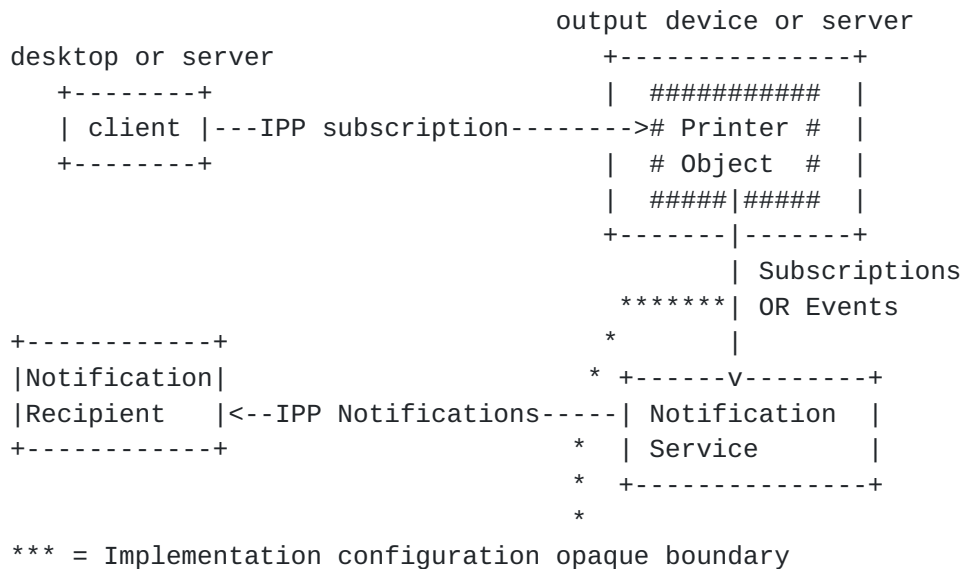 output device or server
desktop or server +---------------+
+--------+ | ########### |
| client |---IPP subscription--------># Printer # |
+--------+ | # Object # |
| #####|##### |
+-------|-------+
| Subscriptions
*******| OR Events
+------------+ * |
|Notification| * +------v--------+
|Recipient |<--IPP Notifications-----| Notification |
+------------+ * | Service |
* +---------------+
*
*** = Implementation configuration opaque boundary